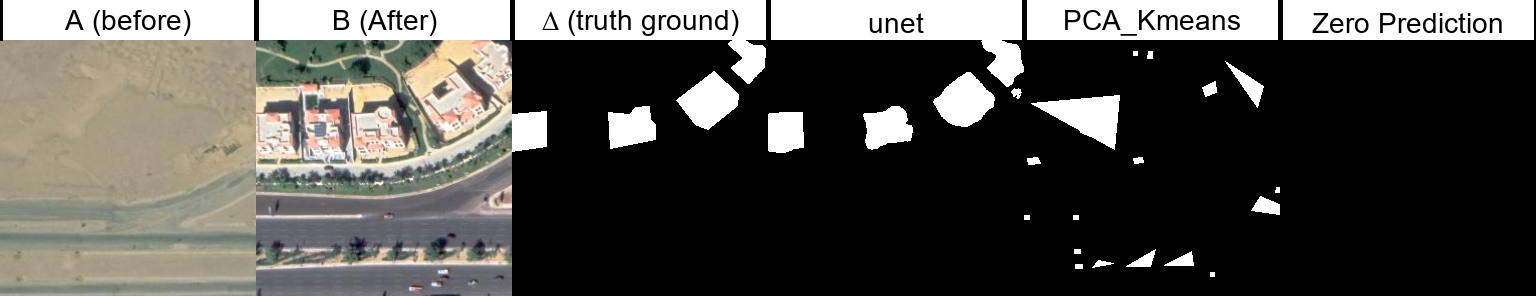 A (before)
B (After)
Δ (truth ground)
unet
PCA_Kmeans
Zero Prediction